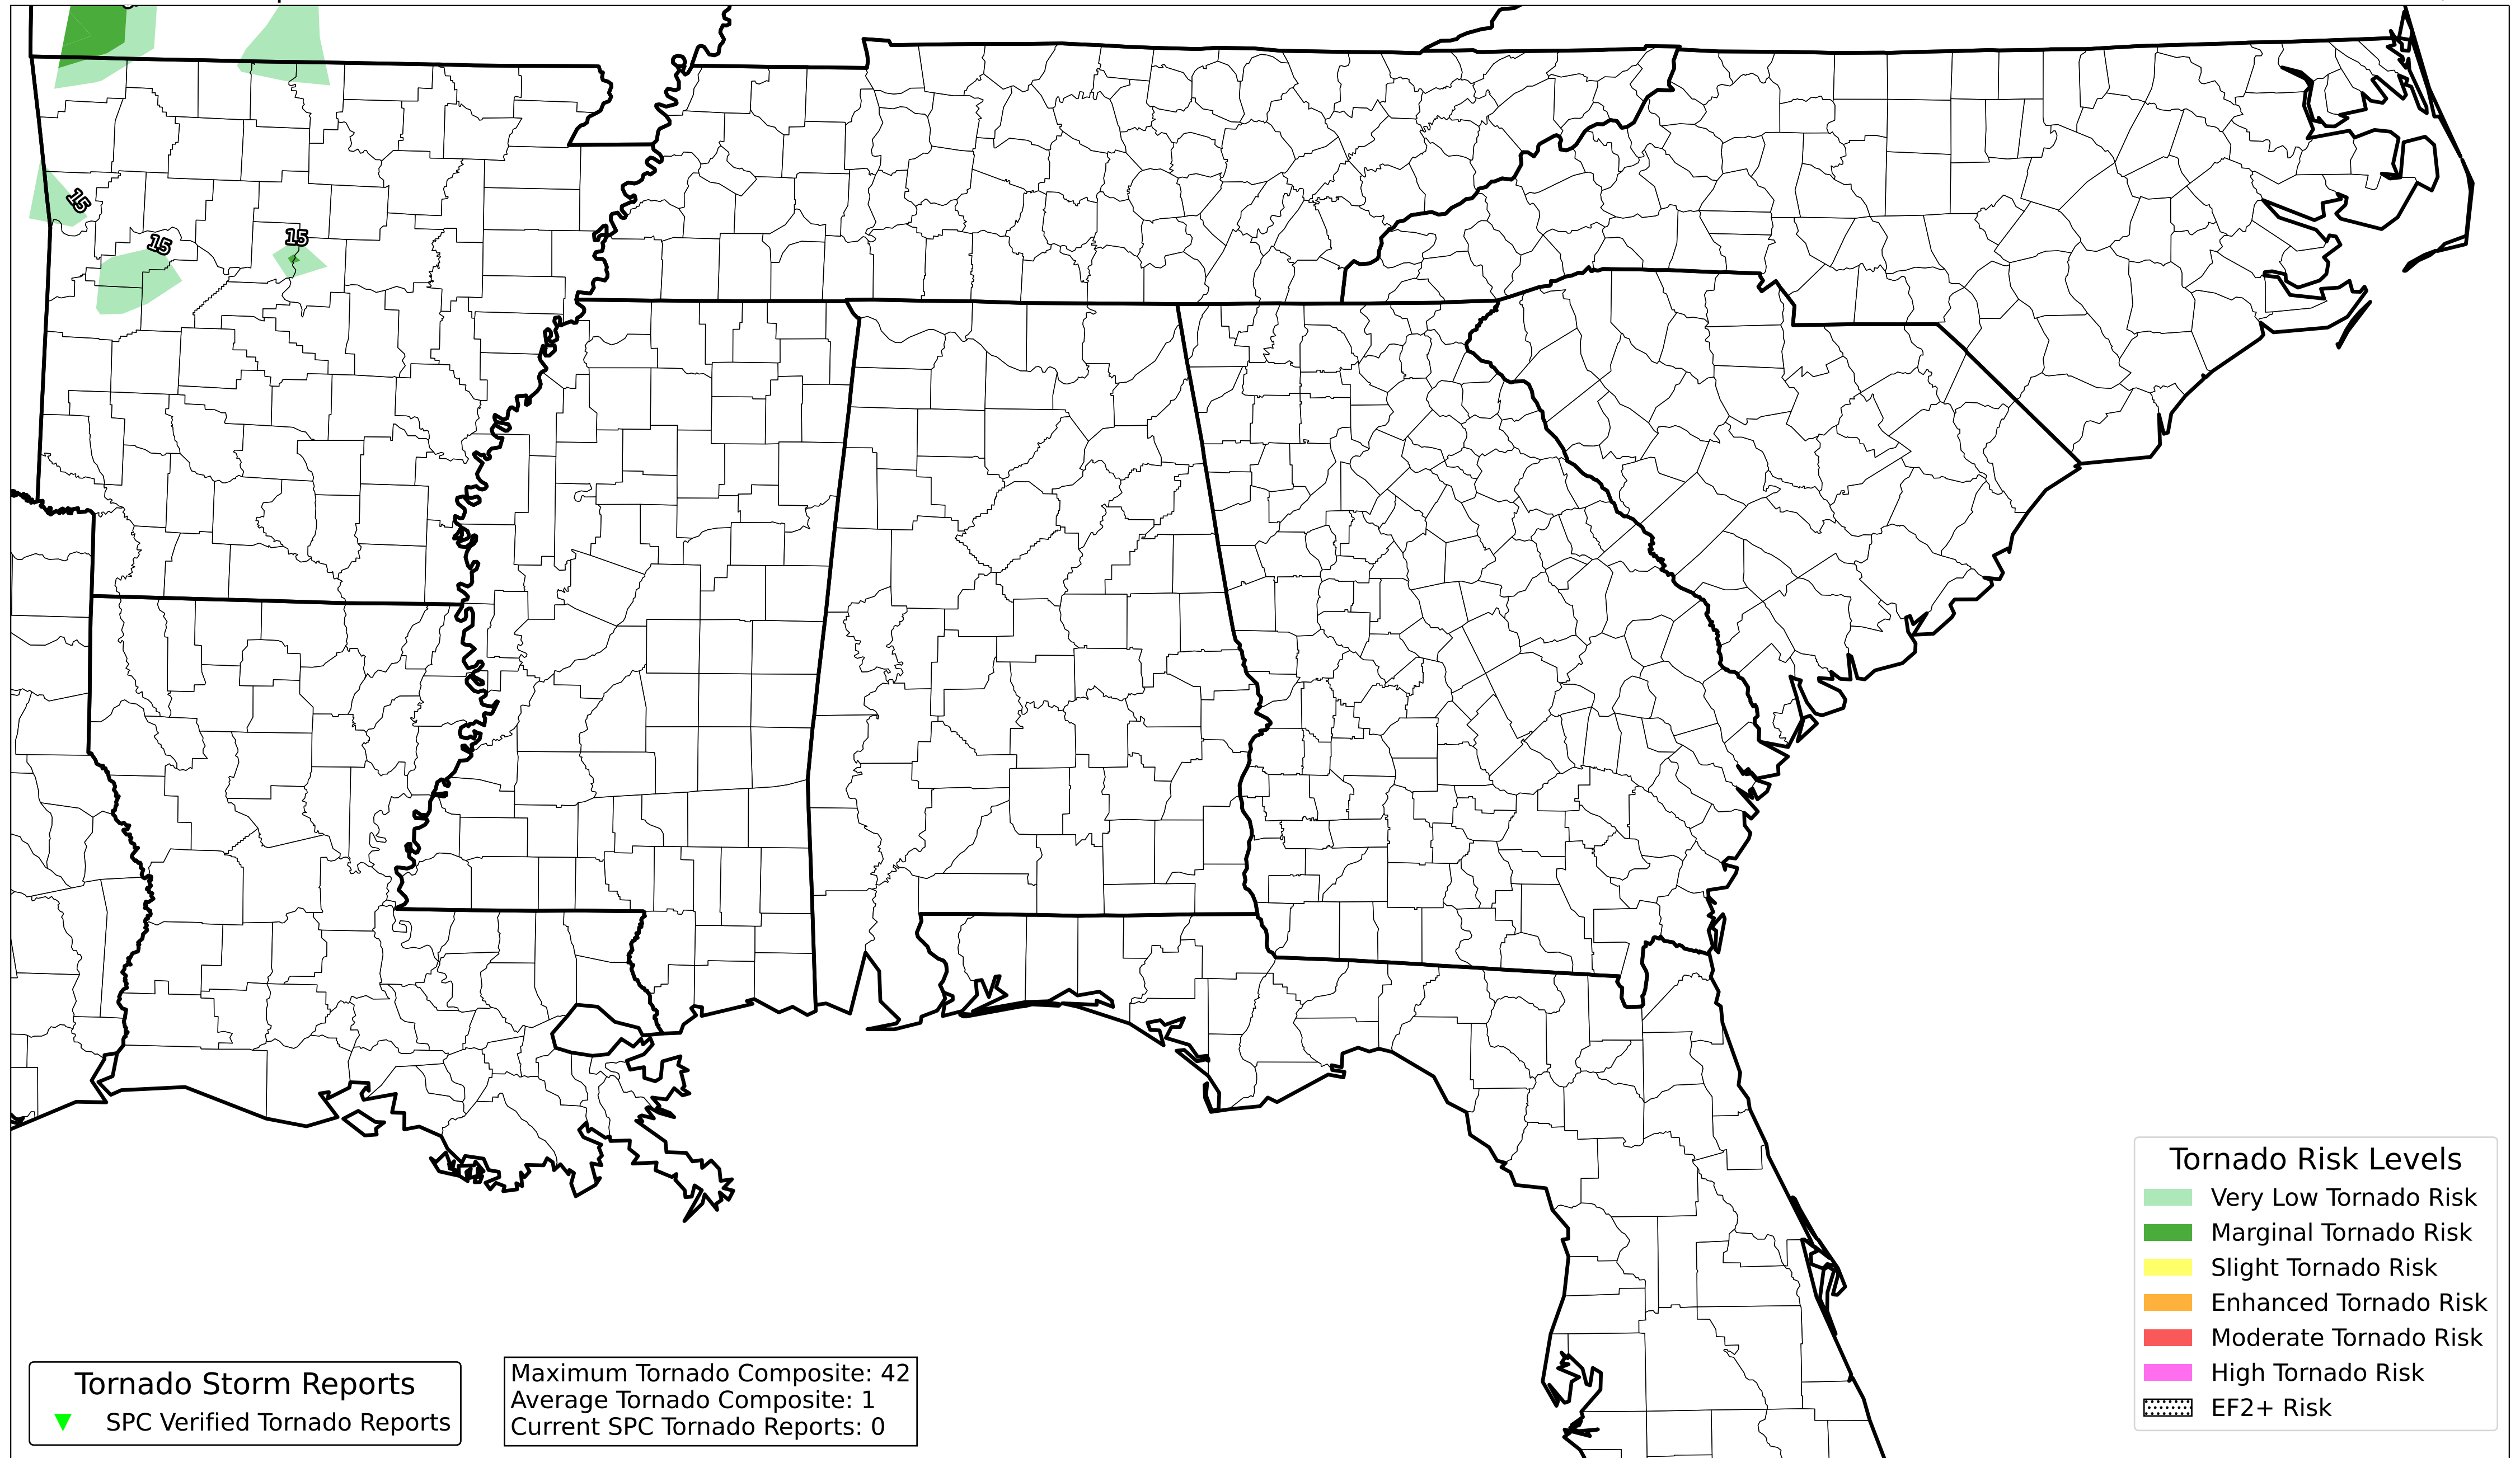 15
15
15
Tornado Risk Levels
Very Low Tornado Risk
Marginal Tornado Risk
Slight Tornado Risk
Enhanced Tornado Risk
Moderate Tornado Risk
High Tornado Risk
EF2+ Risk
Tornado Storm Reports
SPC Verified Tornado Reports
Maximum Tornado Composite: 42
Average Tornado Composite: 1
Current SPC Tornado Reports: 0